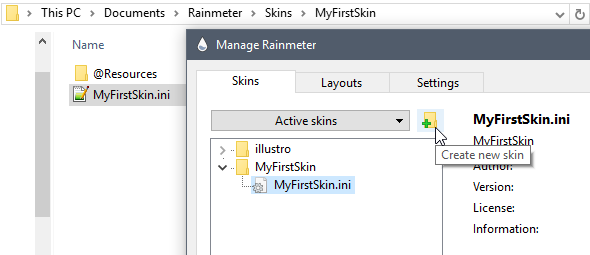 This PC > Documents > Rainmeter > Skins > MyFirstSkin
Name
@Resources
MyFirstSkin.ini
Manage Rainmeter
Skins
Layouts
Settings
Active skins
illustro
MyFirstSkin
MyFirstSkin.ini
MyFirstSkin.ini
MyFirstSkin
Create new skin
Author:
Version:
License:
Information: